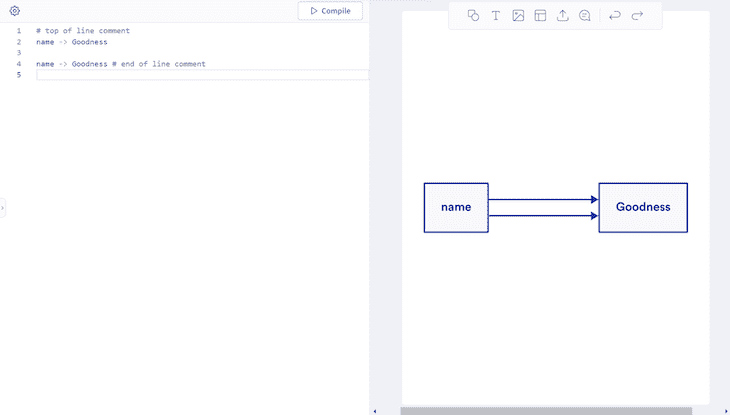 Compile
1 # top of line comment
2 name -> Goodness
3
4 name -> Goodness # end of line comment
5
name
Goodness